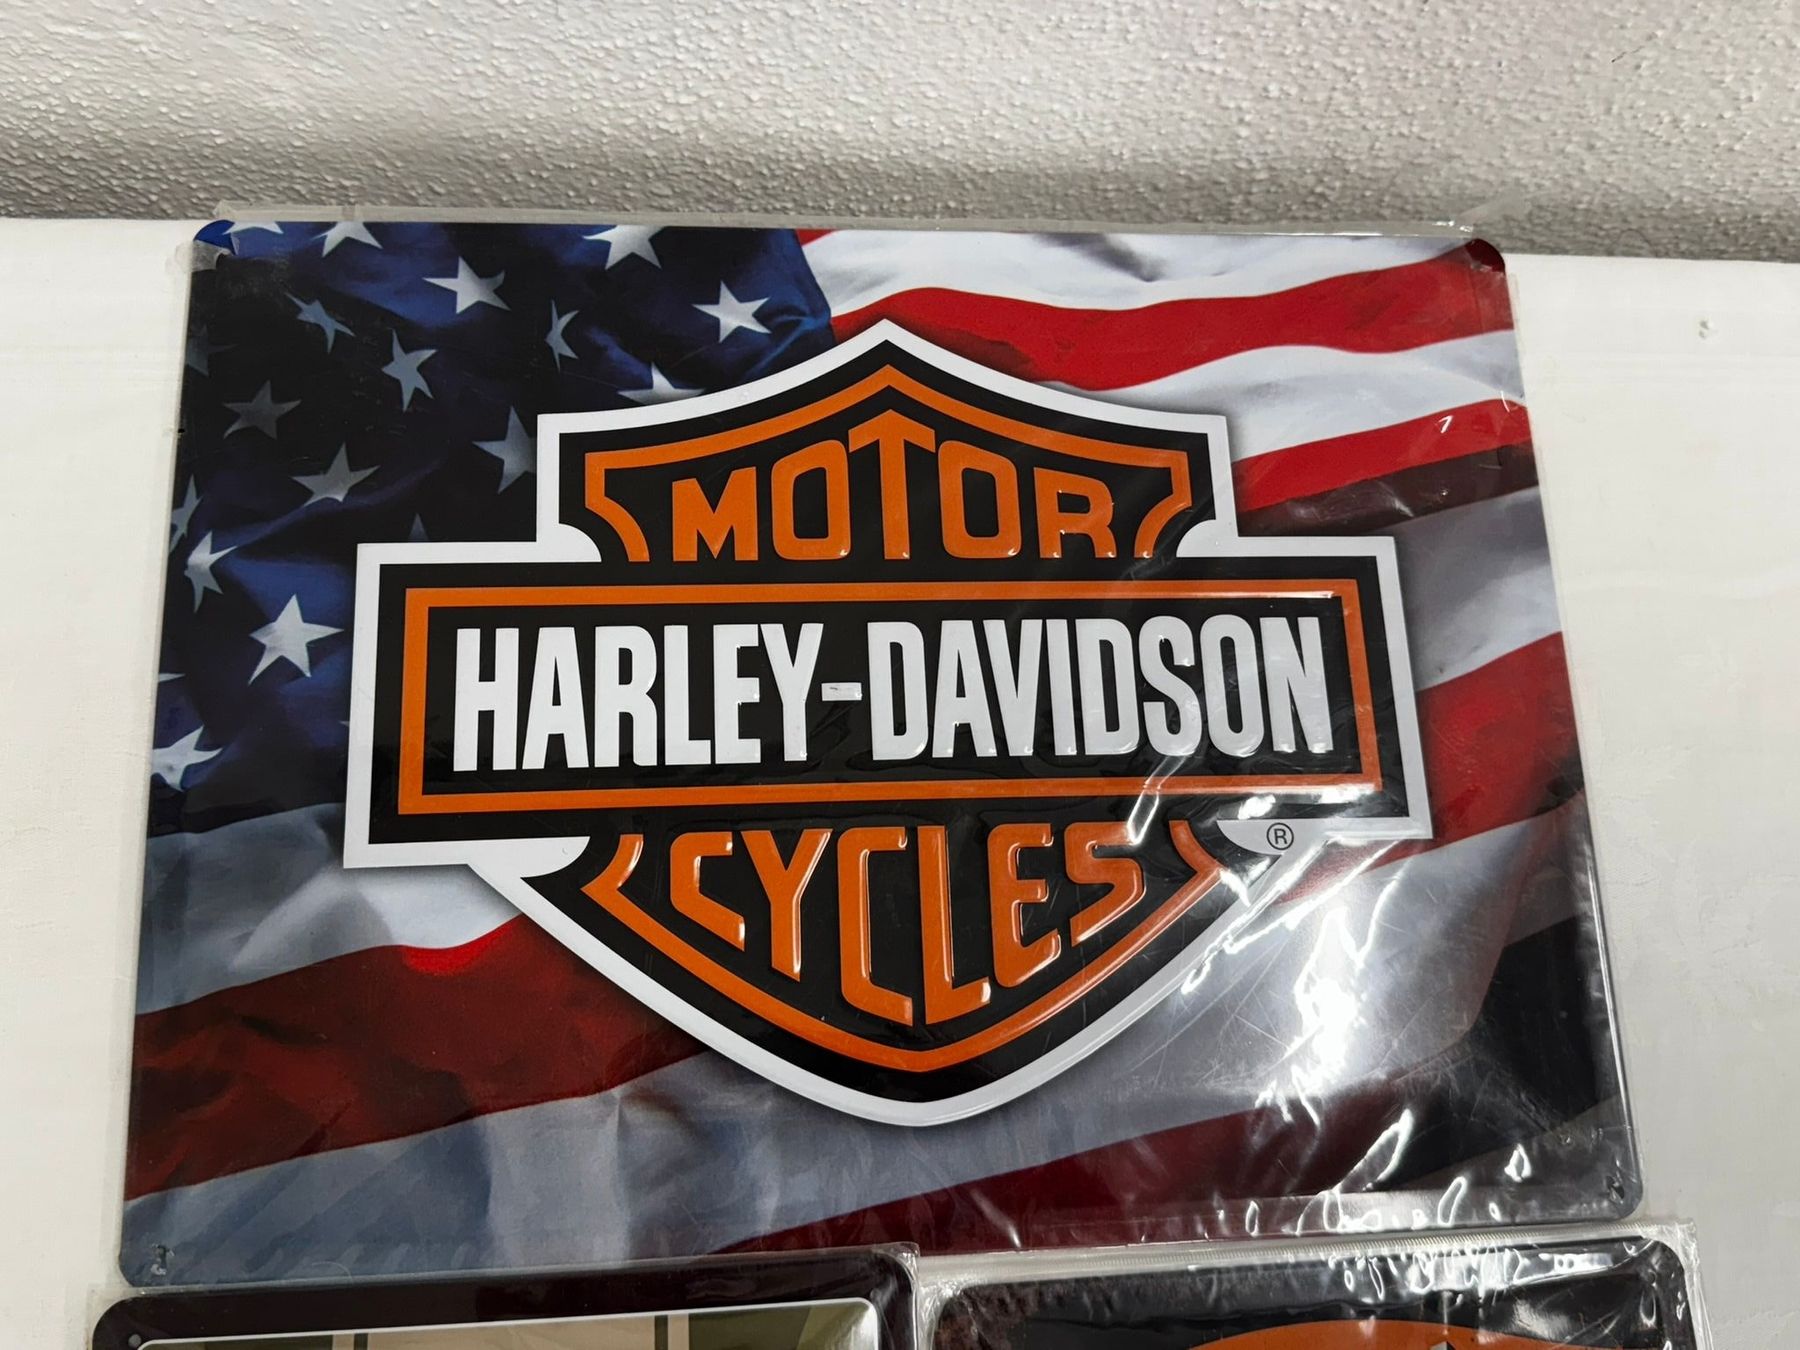 MOTOR
HARLEY-DAVIDSON
CYCLES
®